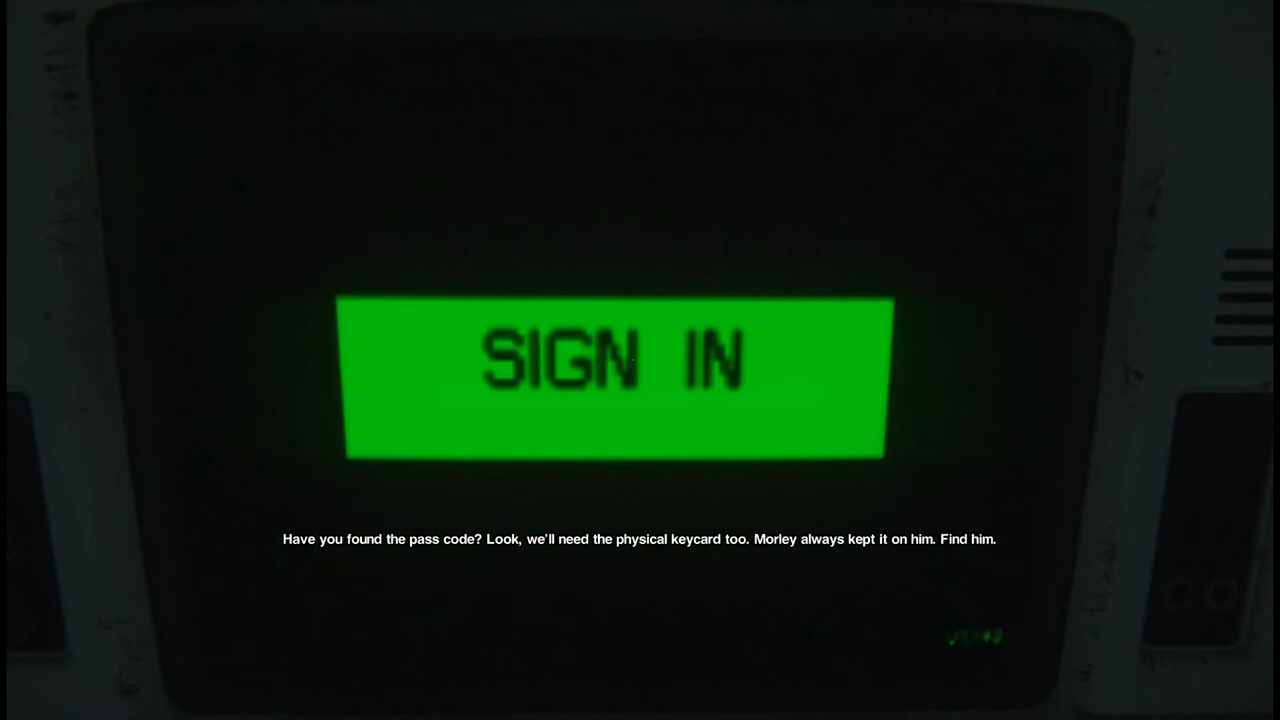 SIGN IN
Have you found the pass code? Look, we'll need the physical keycard too. Morley always kept it on him. Find him.